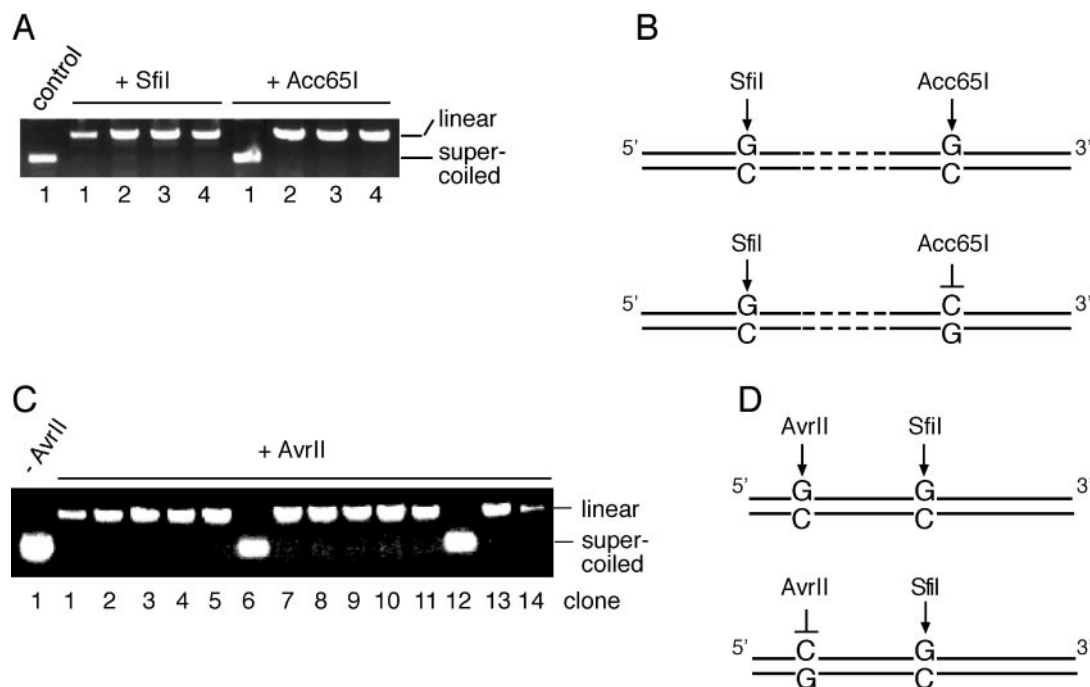 A
control
+ SfiI
+ Acc65I
linear
super-
coiled
1 1 2 3 4 1 2 3 4
B
SfiI Acc65I
5' G G 3'
C C
SfiI Acc65I
5' G C 3'
C G
C
- AvrII
+ AvrII
linear
super-
coiled
1 1 2 3 4 5 6 7 8 9 10 11 12 13 14 clone
D
AvrII SfiI
5' G G 3'
C C
AvrII SfiI
5' C G 3'
G C